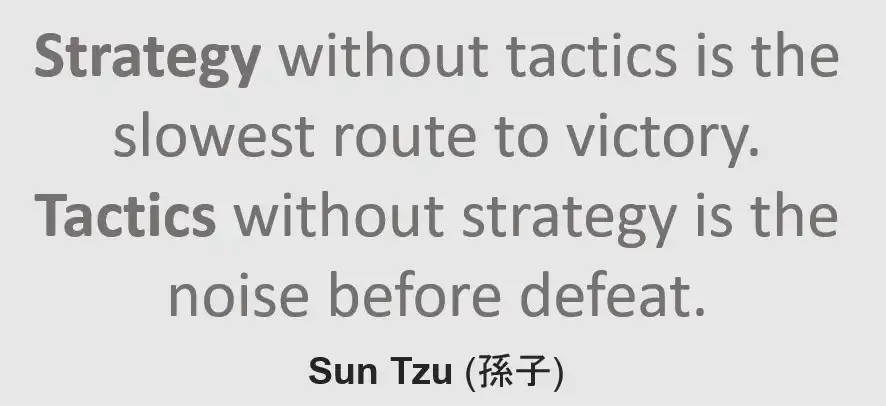 Strategy without tactics is the
slowest route to victory.
Tactics without strategy is the
noise before defeat.
Sun Tzu (孫子)